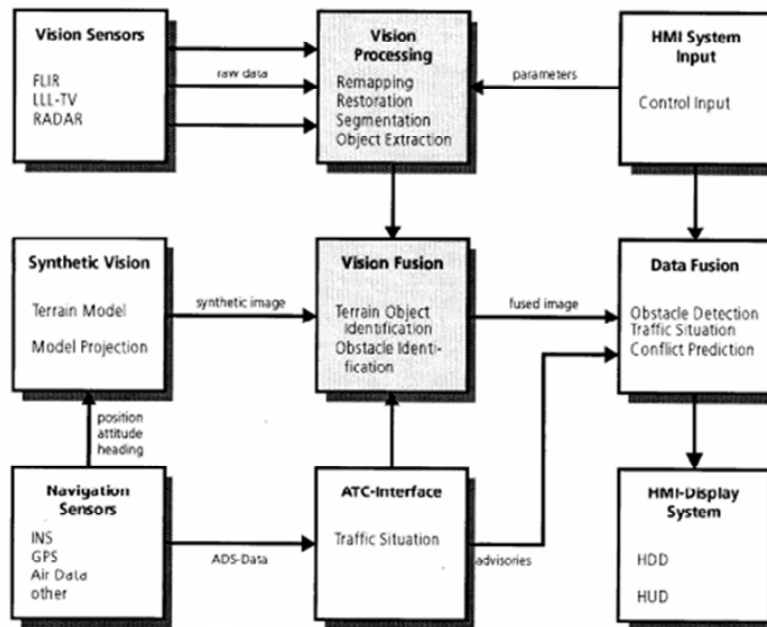 Vision Sensors
FLIR
LLL-TV
RADAR
raw data
Vision
Processing
Remapping
Restoration
Segmentation
Object Extraction
parameters
HMI System
Input
Control Input
Synthetic Vision
Terrain Model
Model Projection
synthetic image
Vision Fusion
Terrain Object
Identification
Obstacle Identi-
fication
fused image
Data Fusion
Obstacle Detection
Traffic Situation
Conflict Prediction
position
attitude
heading
Navigation
Sensors
INS
GPS
Air Data
other
ADS-Data
ATC-Interface
Traffic Situation
advisories
HMI-Display
System
HDD
HUD